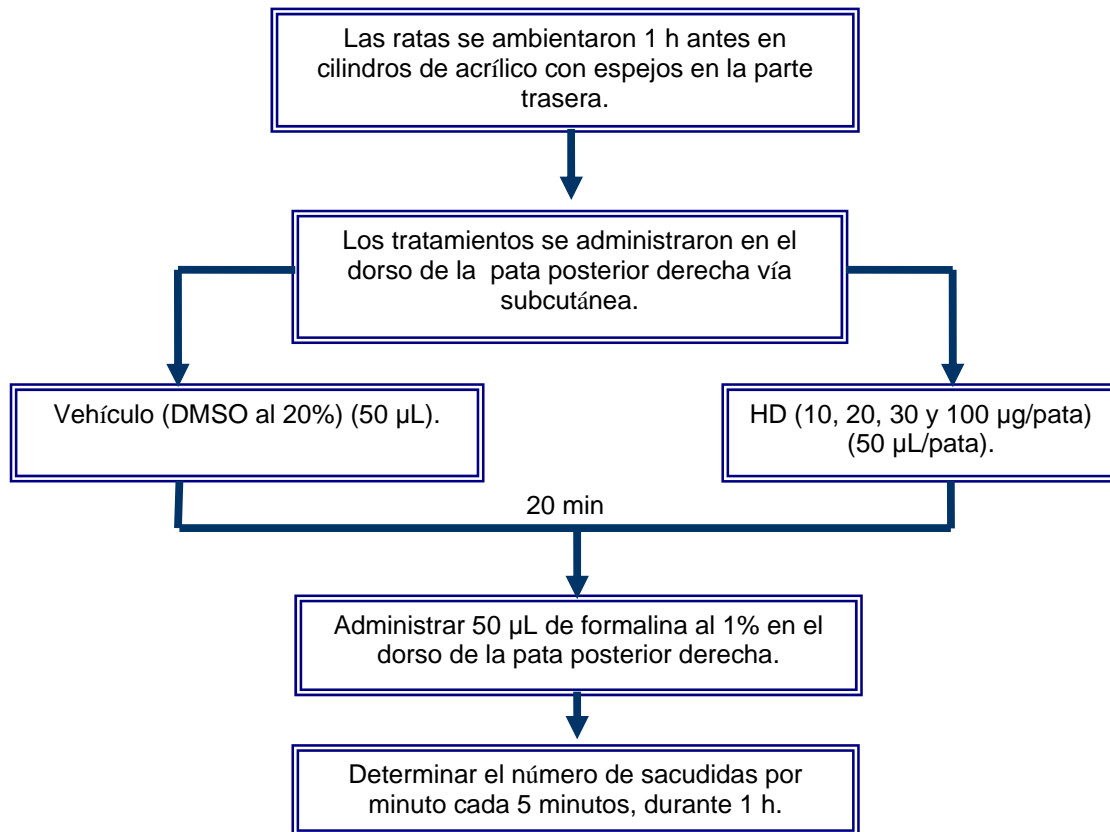 Las ratas se ambientaron 1 h antes en
cilindros de acrílico con espejos en la parte
trasera.
Los tratamientos se administraron en el
dorso de la pata posterior derecha vía
subcutánea.
Vehículo (DMSO al 20%) (50 µL).
HD (10, 20, 30 y 100 µg/pata)
(50 µL/pata).
20 min
Administrar 50 µL de formalina al 1% en el
dorso de la pata posterior derecha.
Determinar el número de sacudidas por
minuto cada 5 minutos, durante 1 h.